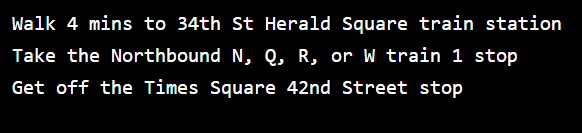 Walk 4 mins to 34th St Herald Square train station
Take the Northbound N, Q, R, or W train 1 stop
Get off the Times Square 42nd Street stop